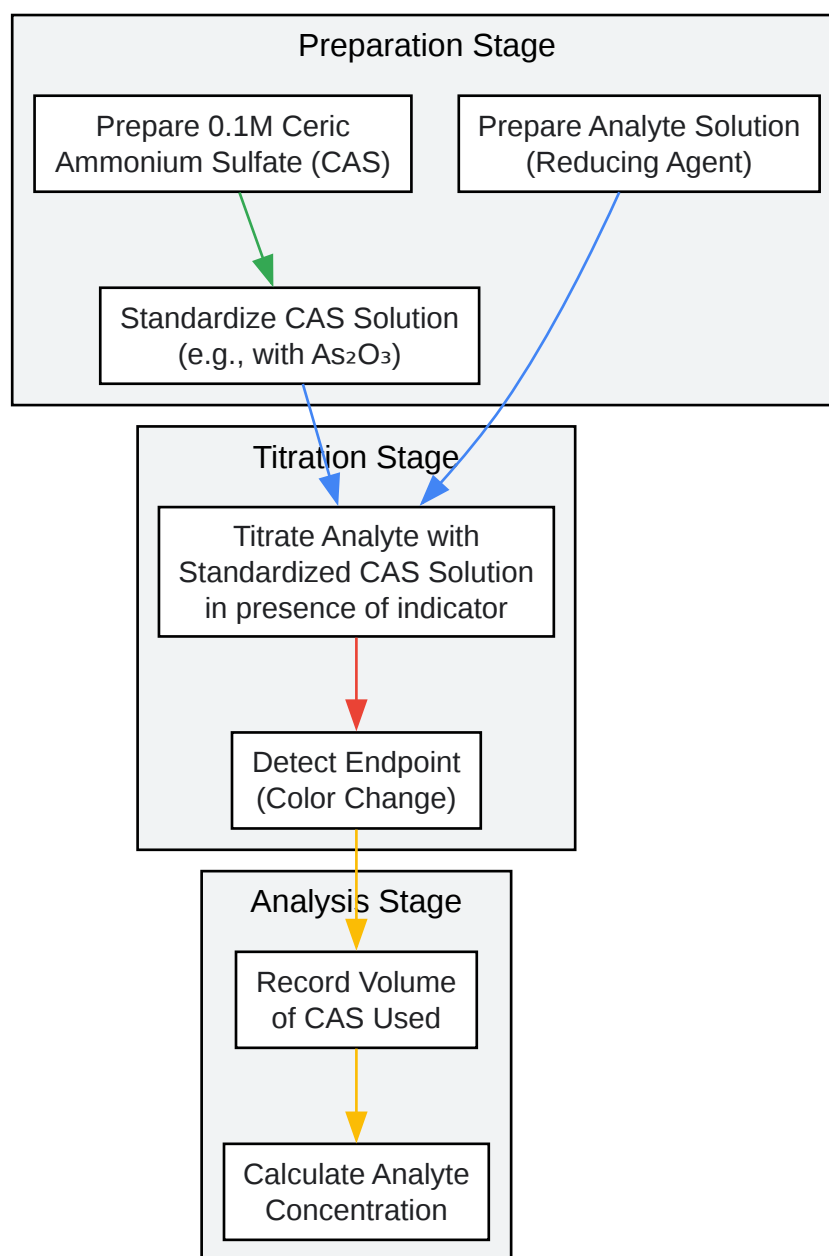 Preparation Stage
Prepare 0.1M Ceric
Ammonium Sulfate (CAS)
Prepare Analyte Solution
(Reducing Agent)
Standardize CAS Solution
(e.g., with As₂O₃)
Titration Stage
Titrate Analyte with
Standardized CAS Solution
in presence of indicator
Detect Endpoint
(Color Change)
Analysis Stage
Record Volume
of CAS Used
Calculate Analyte
Concentration